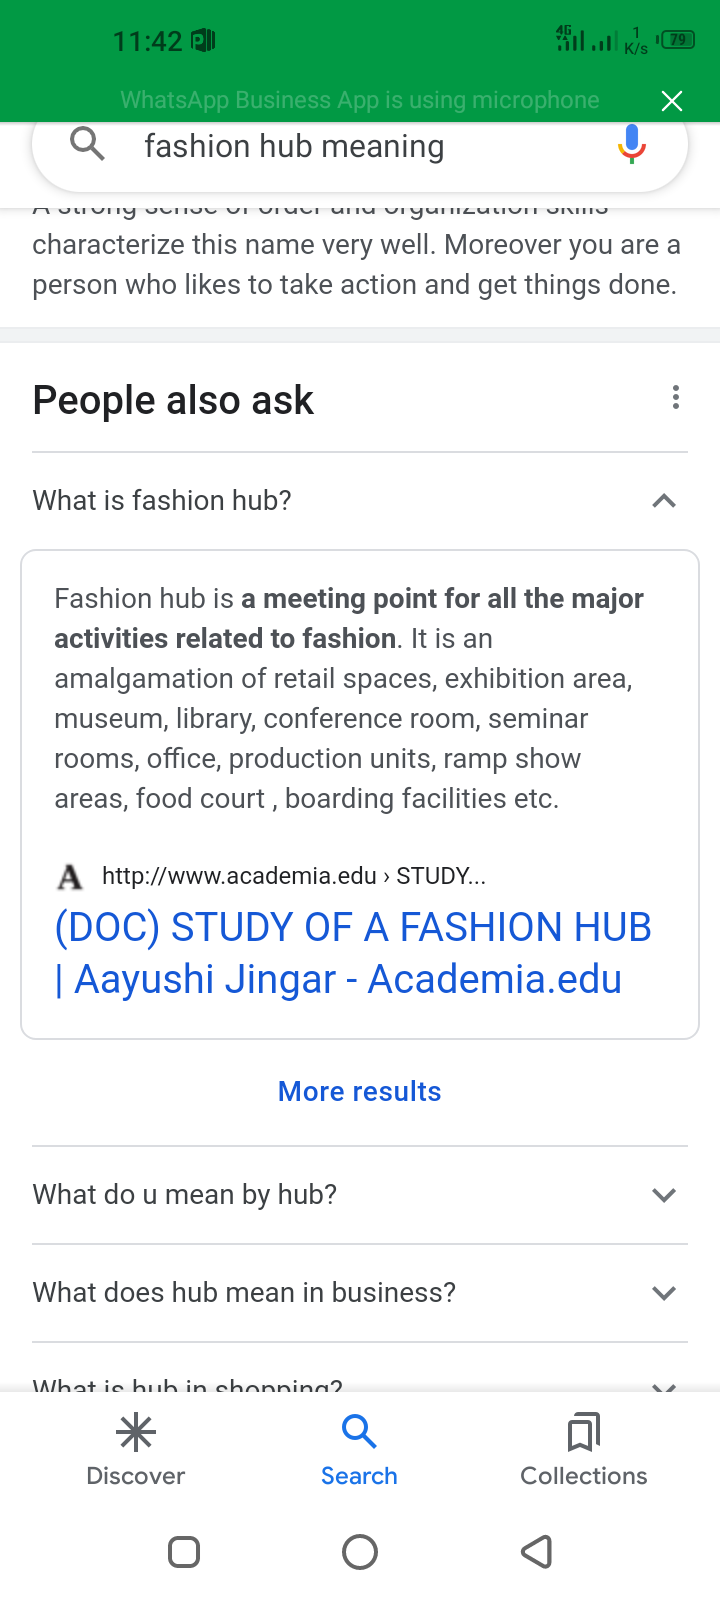 11:42
4G
1
K/s
79
WhatsApp Business App is using microphone
fashion hub meaning
A strong sense of order and organization skills
characterize this name very well. Moreover you are a
person who likes to take action and get things done.
People also ask
What is fashion hub?
Fashion hub is a meeting point for all the major
activities related to fashion. It is an
amalgamation of retail spaces, exhibition area,
museum, library, conference room, seminar
rooms, office, production units, ramp show
areas, food court , boarding facilities etc.
A http://www.academia.edu › STUDY...
(DOC) STUDY OF A FASHION HUB
| Aayushi Jingar - Academia.edu
More results
What do u mean by hub?
What does hub mean in business?
What is hub in shopping?
Discover
Search
Collections